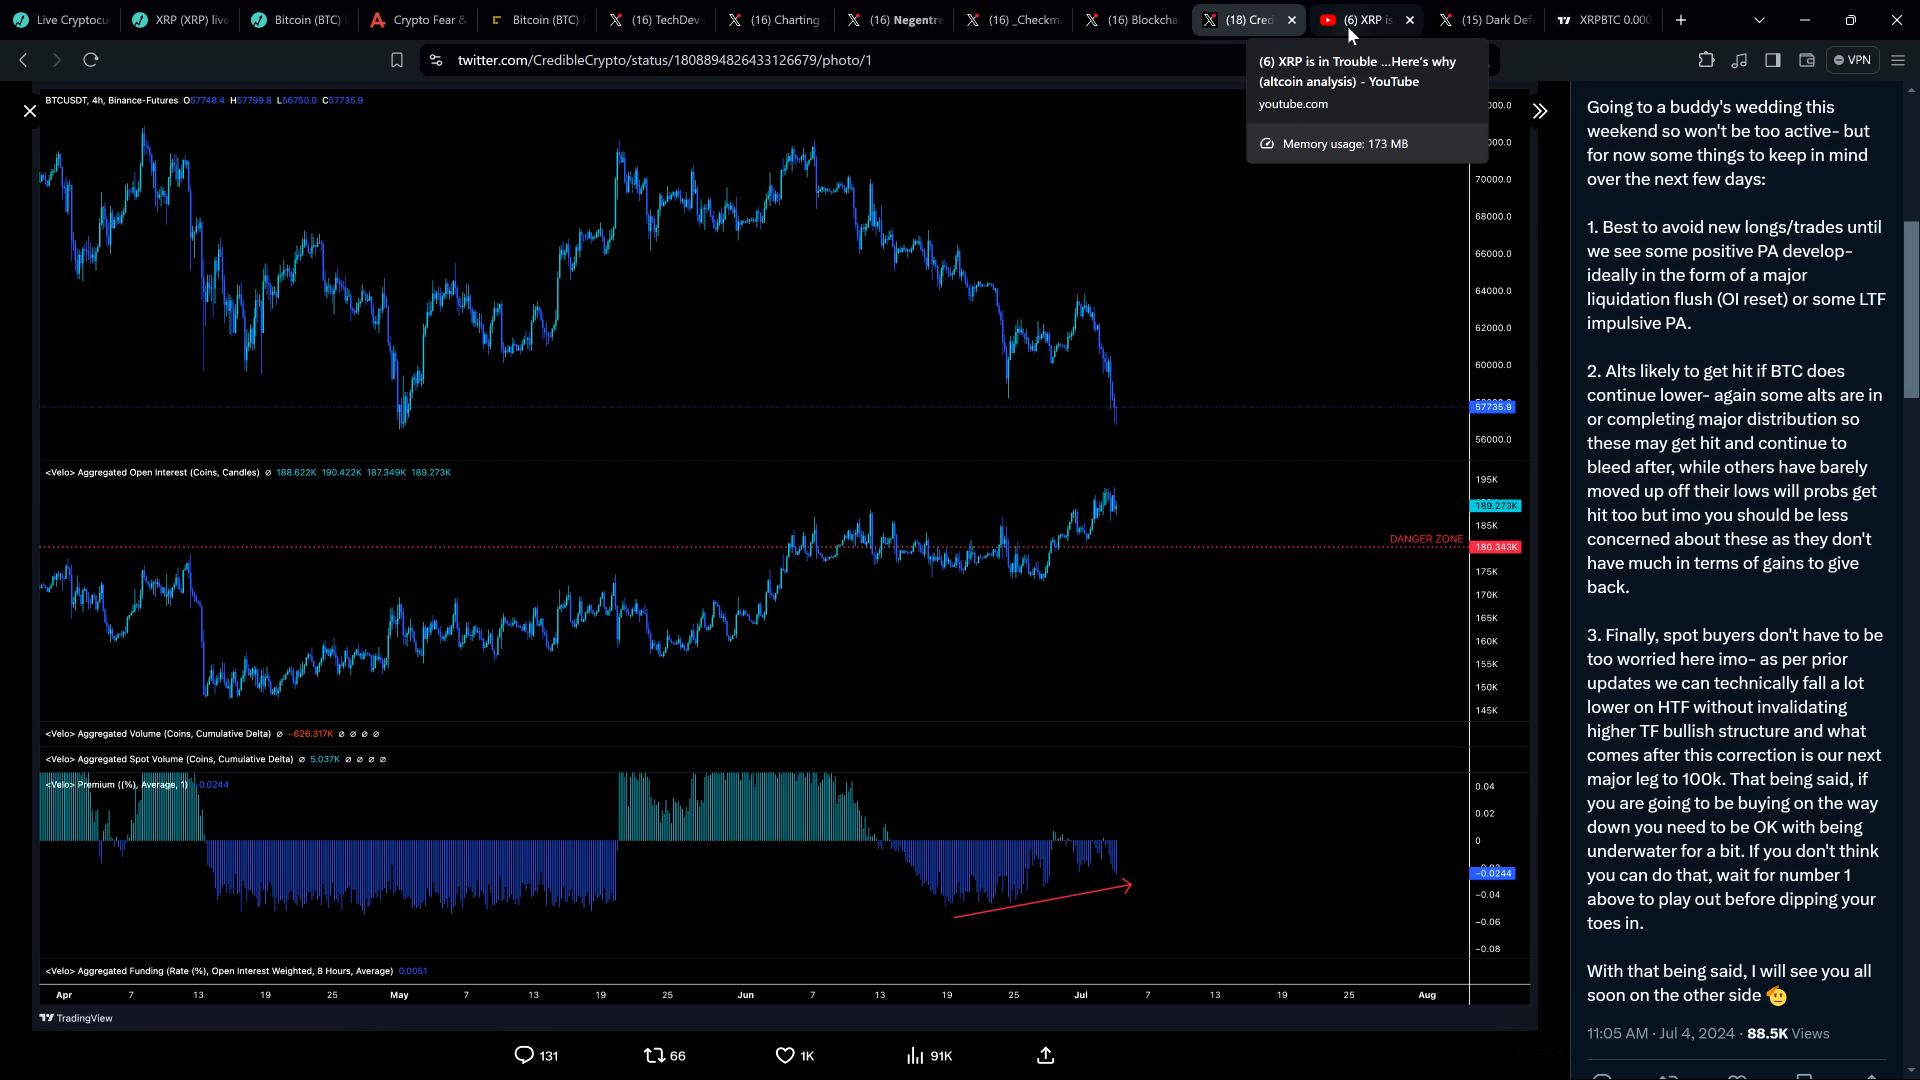 Live Cryptocu
XRP (XRP) live
Bitcoin (BTC)
Crypto Fear &
Bitcoin (BTC)
(16) TechDev
(16) Charting
(16) Negentro
(16) _Checkma
(16) Blockchai
(18) Cred
(6) XRP is
(15) Dark Def
XRPBTC 0.000
twitter.com/CredibleCrypto/status/1808894826433126679/photo/1
VPN
(6) XRP is in Trouble ...Here's why
(altcoin analysis) - YouTube
youtube.com
Memory usage: 173 MB
BTCUSDT, 4h, Binance-Futures O57748.4 H57799.8 L56750.0 C57735.9
70000.0
68000.0
66000.0
64000.0
62000.0
60000.0
57735.9
56000.0
<Velo> Aggregated Open Interest (Coins, Candles) ø 188.622K 190.422K 187.349K 189.273K
195K
189.273K
185K
DANGER ZONE
180.343K
175K
170K
165K
160K
155K
150K
145K
<Velo> Aggregated Volume (Coins, Cumulative Delta) ø -626.317K ø ø ø ø
<Velo> Aggregated Spot Volume (Coins, Cumulative Delta) ø 5.037K ø ø ø ø
<Velo> Premium ((%), Average, 1) -0.0244
0.04
0.02
0
-0.0244
-0.04
-0.06
-0.08
<Velo> Aggregated Funding (Rate (%), Open Interest Weighted, 8 Hours, Average) 0.0051
Apr 7 13 19 25 May 7 13 19 25 Jun 7 13 19 25 Jul 7 13 19 25 Aug
TradingView
131
66
1K
91K
Going to a buddy's wedding this
weekend so won't be too active- but
for now some things to keep in mind
over the next few days:
1. Best to avoid new longs/trades until
we see some positive PA develop-
ideally in the form of a major
liquidation flush (OI reset) or some LTF
impulsive PA.
2. Alts likely to get hit if BTC does
continue lower- again some alts are in
or completing major distribution so
these may get hit and continue to
bleed after, while others have barely
moved up off their lows will probs get
hit too but imo you should be less
concerned about these as they don't
have much in terms of gains to give
back.
3. Finally, spot buyers don't have to be
too worried here imo- as per prior
updates we can technically fall a lot
lower on HTF without invalidating
higher TF bullish structure and what
comes after this correction is our next
major leg to 100k. That being said, if
you are going to be buying on the way
down you need to be OK with being
underwater for a bit. If you don't think
you can do that, wait for number 1
above to play out before dipping your
toes in.
With that being said, I will see you all
soon on the other side 🫡
11:05 AM · Jul 4, 2024 · 88.5K Views